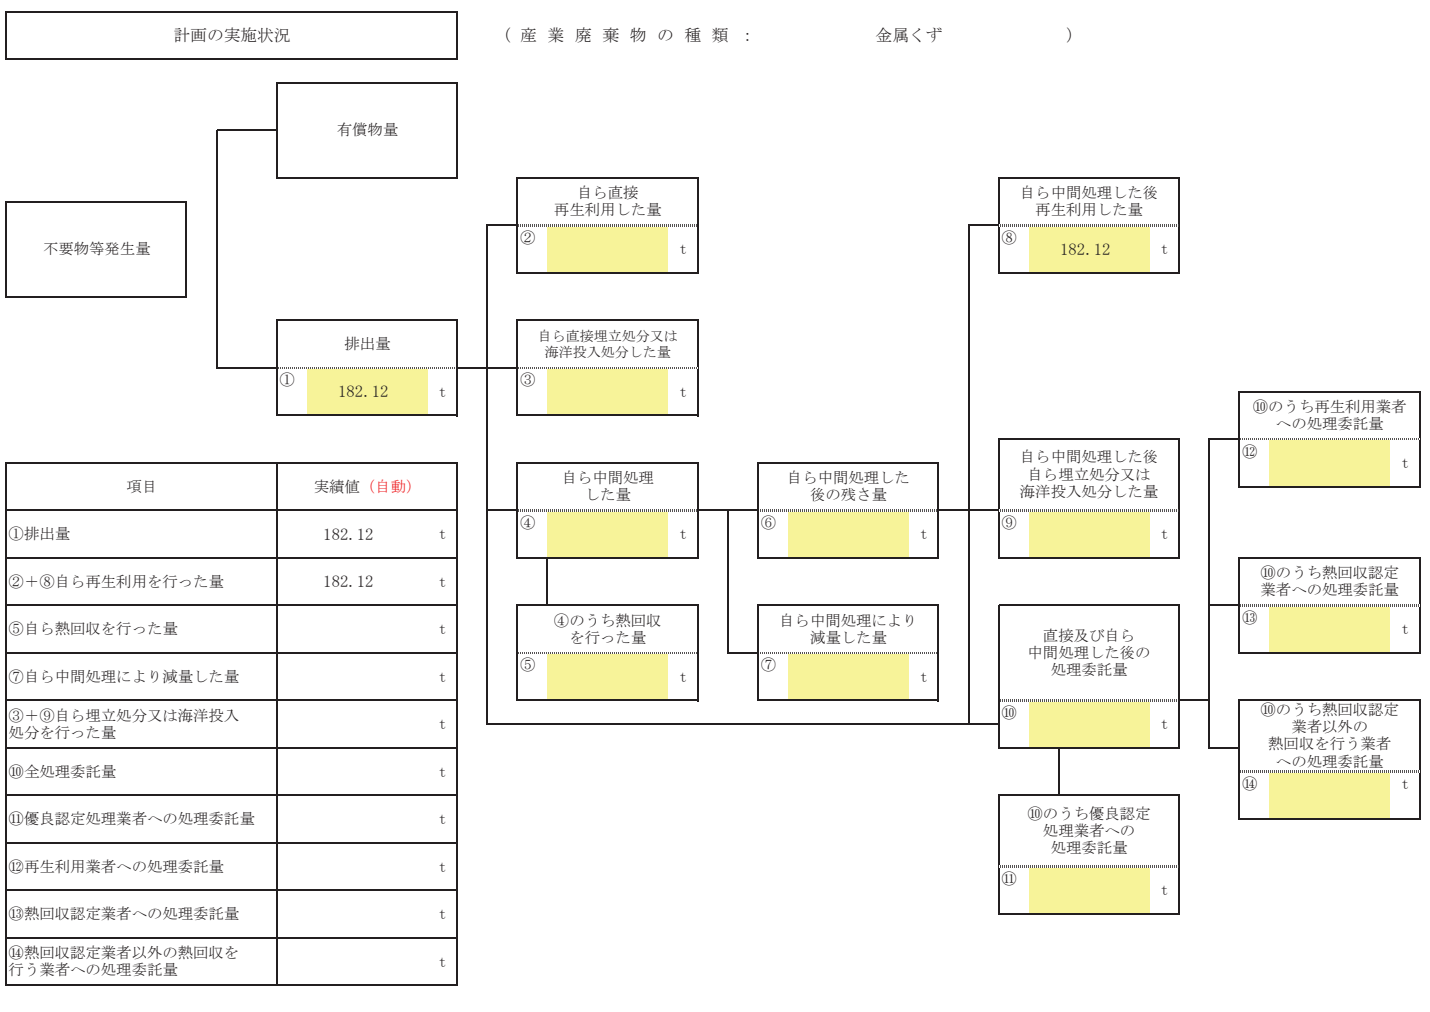 計画の実施状況
（ 産 業 廃 棄 物 の 種 類 ： 金属くず ）
有償物量
不要物等発生量
排出量
① 182.12 t
自ら直接
再生利用した量
② t
自ら直接埋立処分又は
海洋投入処分した量
③ t
自ら中間処理
した量
④ t
④のうち熱回収
を行った量
⑤ t
自ら中間処理した
後の残さ量
⑥ t
自ら中間処理により
減量した量
⑦ t
自ら中間処理した後
再生利用した量
⑧ 182.12 t
自ら中間処理した後
自ら埋立処分又は
海洋投入処分した量
⑨ t
直接及び自ら
中間処理した後の
処理委託量
⑩ t
⑩のうち優良認定
処理業者への
処理委託量
⑪ t
⑩のうち再生利用業者
への処理委託量
⑫ t
⑩のうち熱回収認定
業者への処理委託量
⑬ t
⑩のうち熱回収認定
業者以外の
熱回収を行う業者
への処理委託量
⑭ t
項目 実績値（自動）
①排出量 182.12 t
②＋⑧自ら再生利用を行った量 182.12 t
⑤自ら熱回収を行った量 t
⑦自ら中間処理により減量した量 t
③＋⑨自ら埋立処分又は海洋投入
処分を行った量 t
⑩全処理委託量 t
⑪優良認定処理業者への処理委託量 t
⑫再生利用業者への処理委託量 t
⑬熱回収認定業者への処理委託量 t
⑭熱回収認定業者以外の熱回収を
行う業者への処理委託量 t